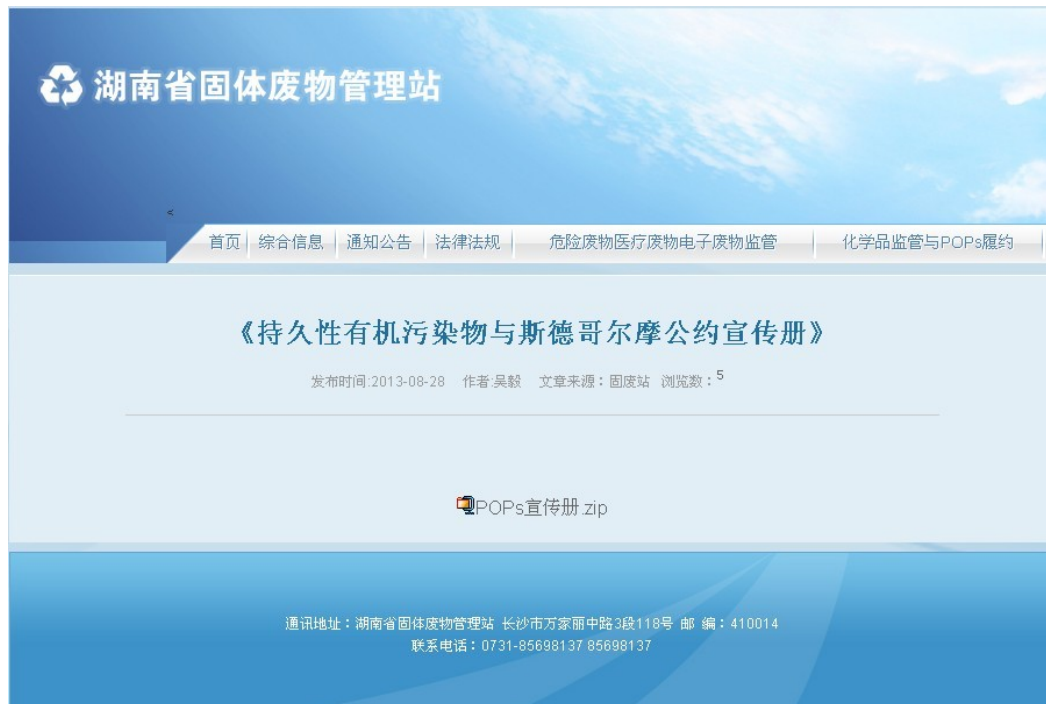 湖南省固体废物管理站
<
首页 综合信息 通知公告 法律法规 危险废物医疗废物电子废物监管 化学品监管与POPs履约
《持久性有机污染物与斯德哥尔摩公约宣传册》
发布时间:2013-08-28 作者:吴毅 文章来源：固废站 浏览数：5
POPs宣传册.zip
通讯地址：湖南省固体废物管理站 长沙市万家丽中路3段118号 邮 编：410014
联系电话：0731-85698137 85698137